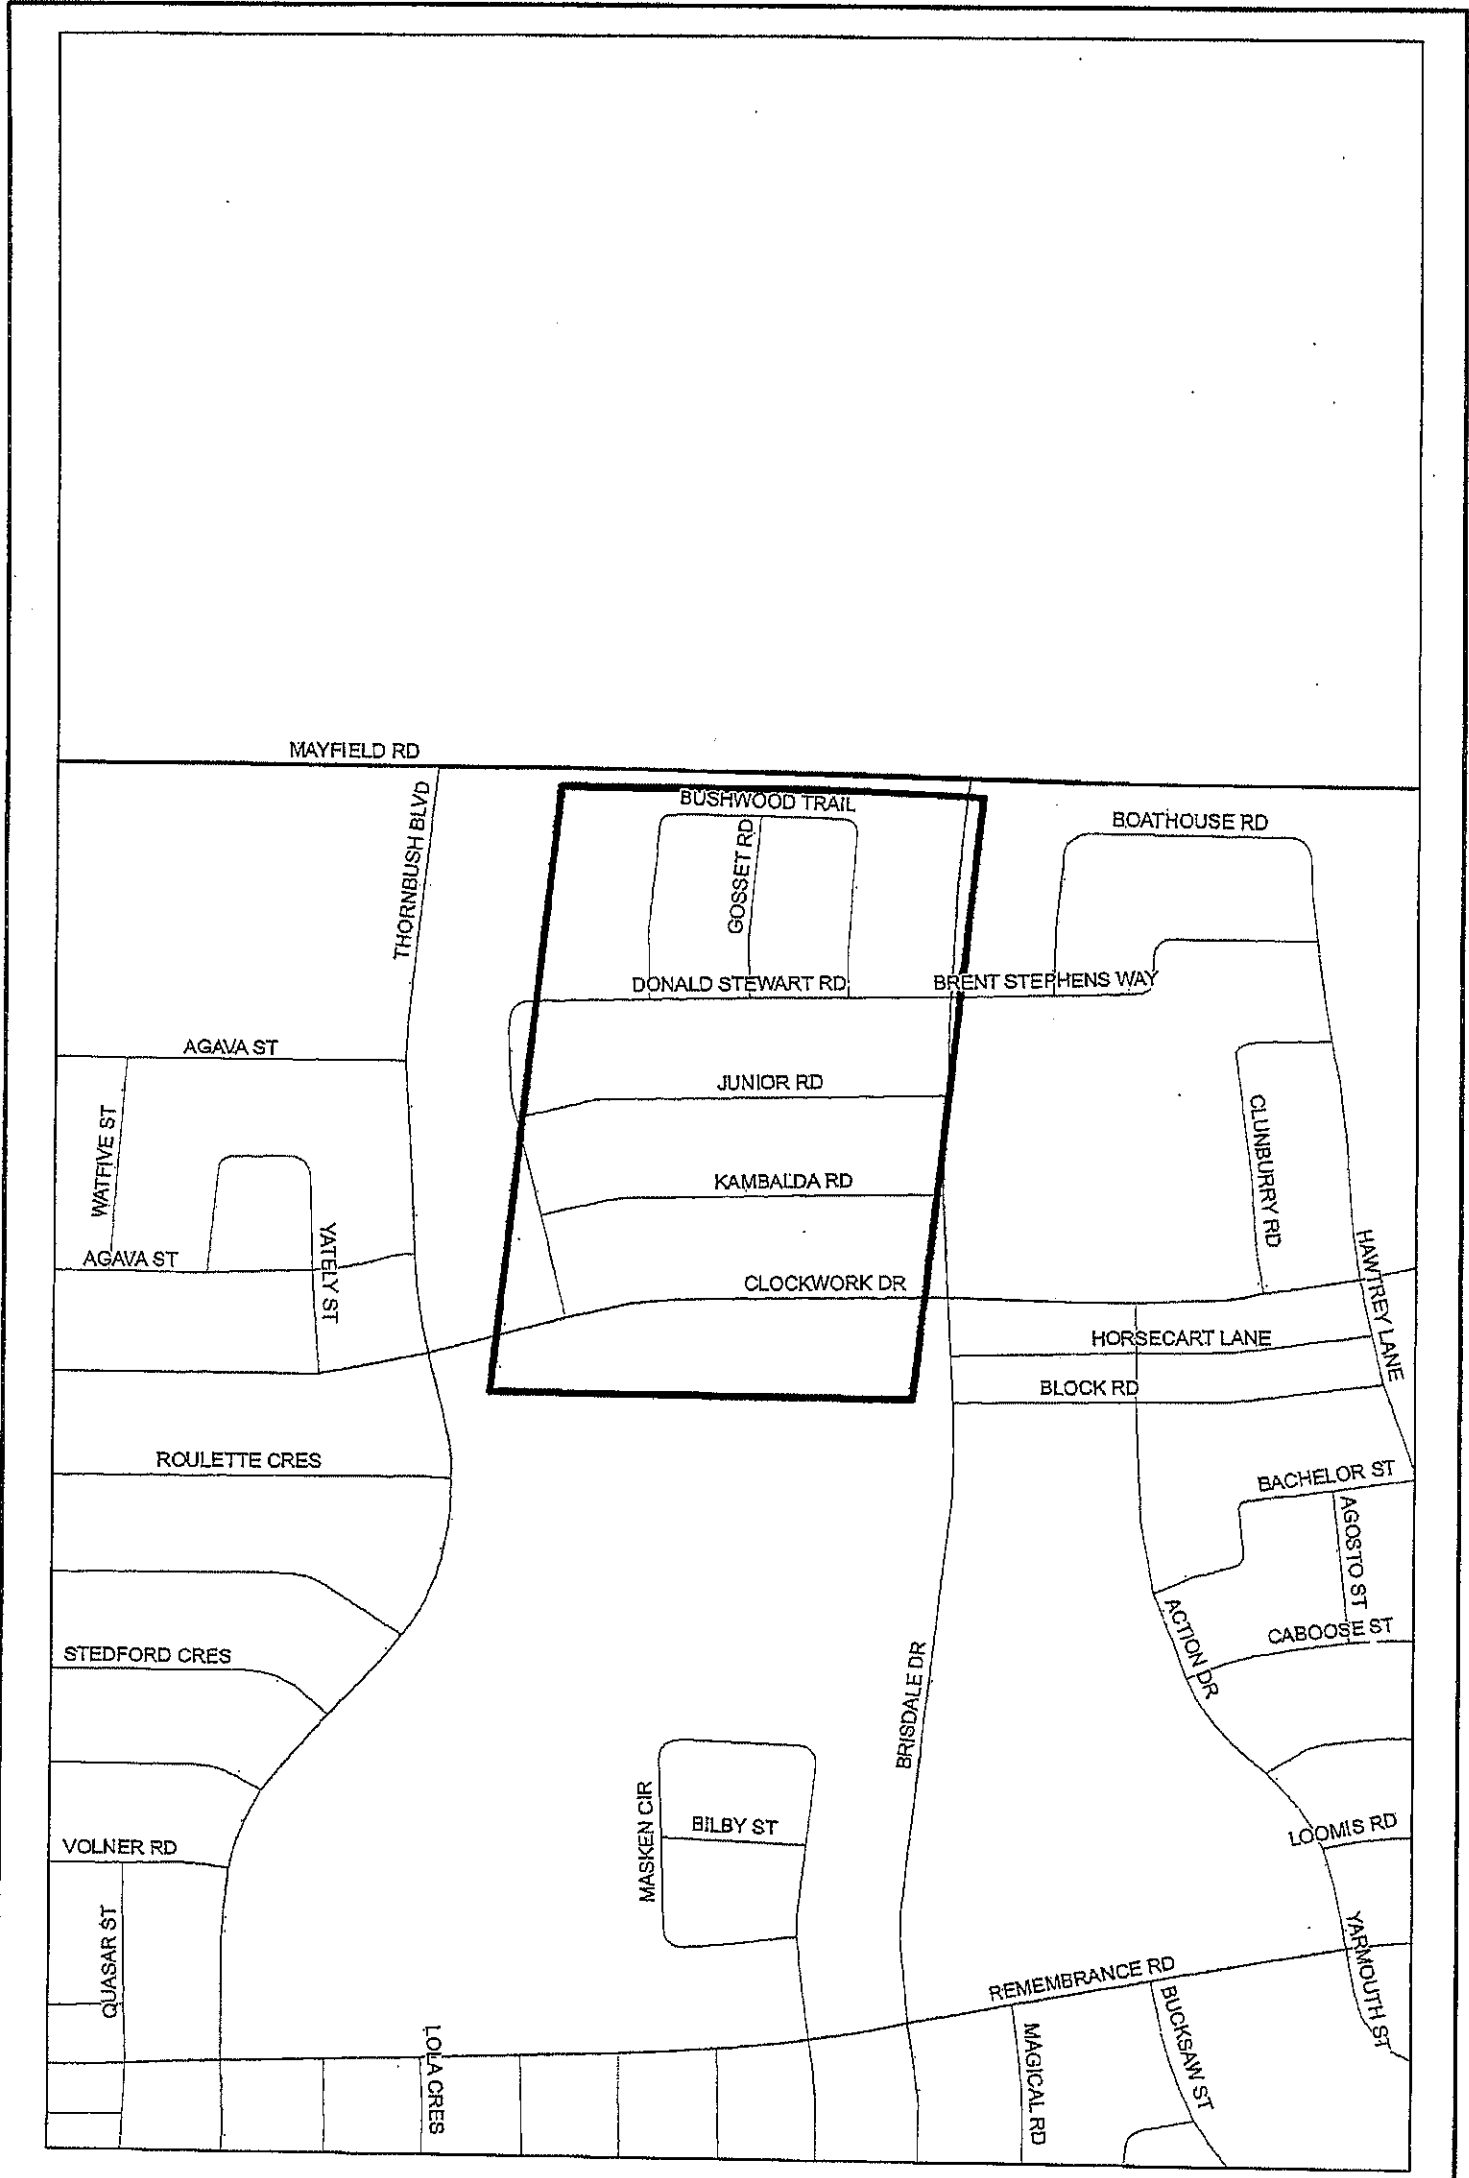 MAYFIELD RD
THORNBUSH BLVD
BUSHWOOD TRAIL
GOSSET RD
BOATHOUSE RD
DONALD STEWART RD
BRENT STEPHENS WAY
AGAVA ST
JUNIOR RD
WATFIVE ST
CLUNBURRY RD
KAMBALDA RD
AGAVA ST
YATELY ST
HAWTREY LANE
CLOCKWORK DR
HORSECART LANE
BLOCK RD
ROULETTE CRES
BACHELOR ST
AGOSTO ST
ACTION DR
CABOOSE ST
STEDFORD CRES
BRISDALE DR
MASKEN CIR
BILBY ST
LOOMIS RD
VOLNER RD
QUASAR ST
YARMOUTH ST
REMEMBRANCE RD
BUCKSAW ST
MAGICAL RD
LOLA CRES